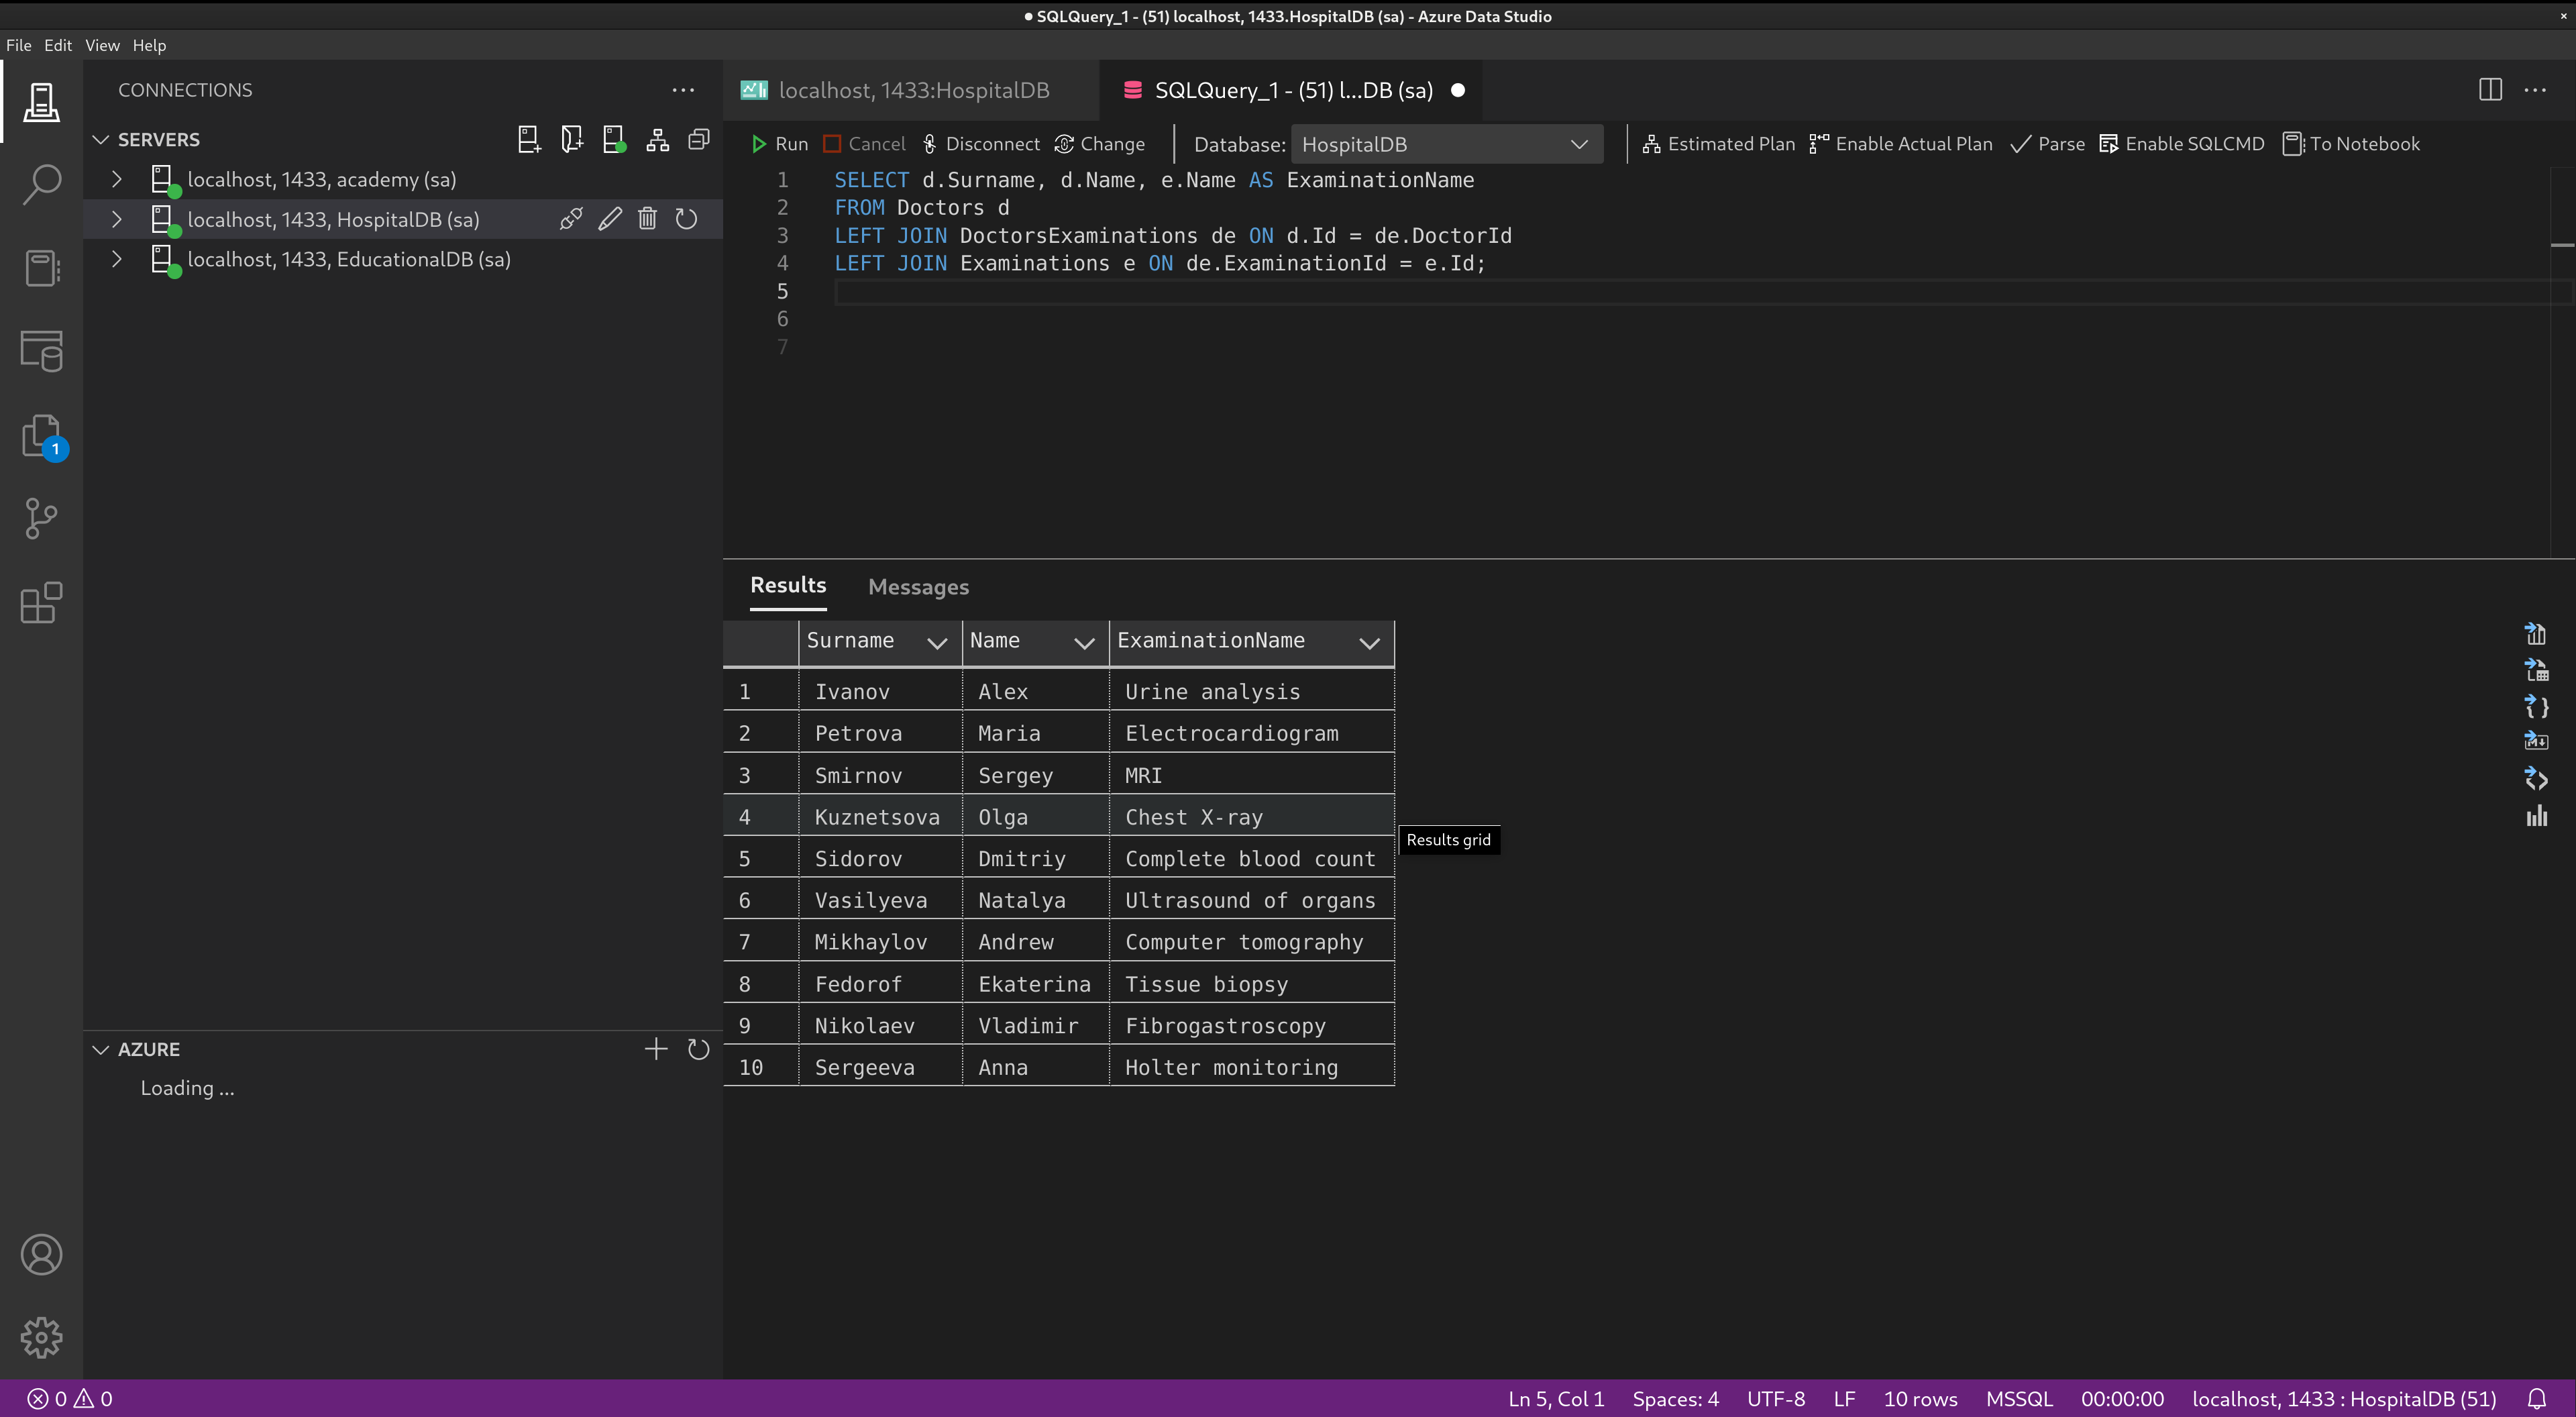 SQLQuery_1 - (51) localhost, 1433.HospitalDB (sa) - Azure Data Studio
File Edit View Help
CONNECTIONS
SERVERS
localhost, 1433, academy (sa)
localhost, 1433, HospitalDB (sa)
localhost, 1433, EducationalDB (sa)
1
AZURE
Loading ...
localhost, 1433:HospitalDB
SQLQuery_1 - (51) l...DB (sa)
Run Cancel Disconnect Change Database: HospitalDB Estimated Plan Enable Actual Plan Parse Enable SQLCMD To Notebook
1 SELECT d.Surname, d.Name, e.Name AS ExaminationName
2 FROM Doctors d
3 LEFT JOIN DoctorsExaminations de ON d.Id = de.DoctorId
4 LEFT JOIN Examinations e ON de.ExaminationId = e.Id;
5
6
7
Results Messages
Surname Name ExaminationName
1 Ivanov Alex Urine analysis
2 Petrova Maria Electrocardiogram
3 Smirnov Sergey MRI
4 Kuznetsova Olga Chest X-ray
Results grid
5 Sidorov Dmitriy Complete blood count
6 Vasilyeva Natalya Ultrasound of organs
7 Mikhaylov Andrew Computer tomography
8 Fedorof Ekaterina Tissue biopsy
9 Nikolaev Vladimir Fibrogastroscopy
10 Sergeeva Anna Holter monitoring
0 0 Ln 5, Col 1 Spaces: 4 UTF-8 LF 10 rows MSSQL 00:00:00 localhost, 1433 : HospitalDB (51)